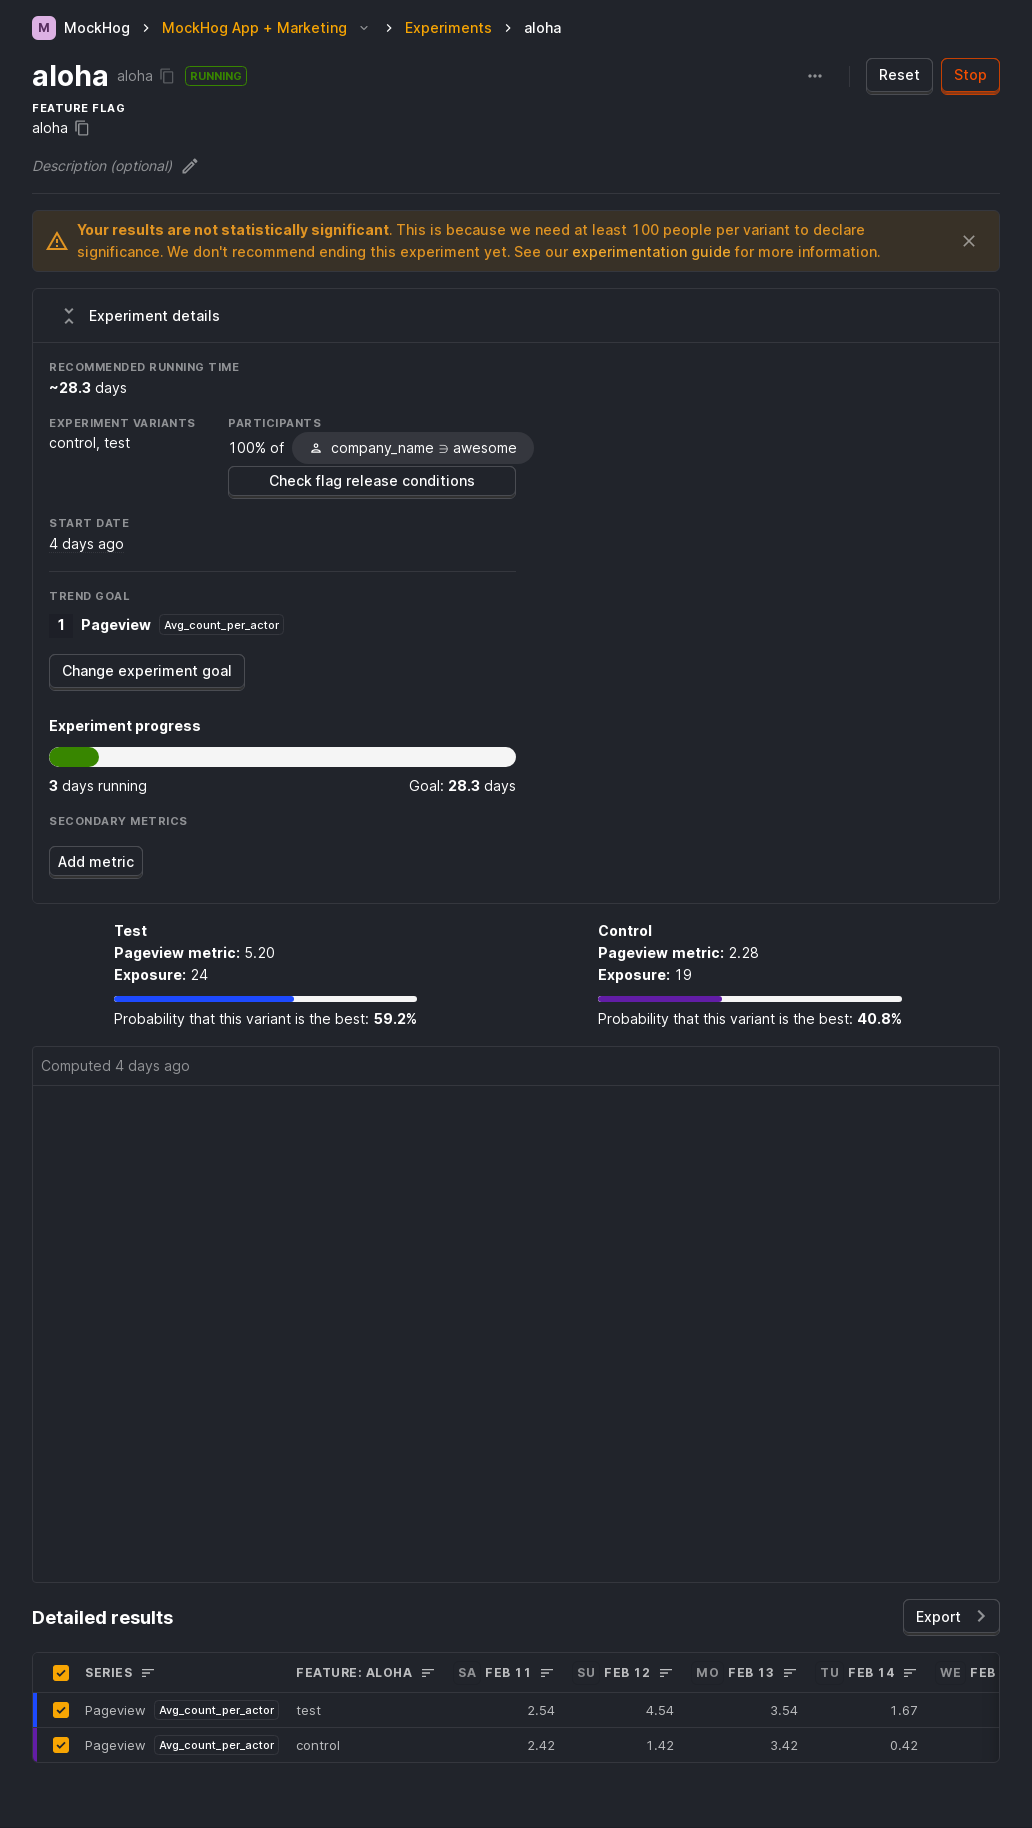 M MockHog > MockHog App + Marketing > Experiments > aloha
aloha aloha RUNNING ... Reset Stop
FEATURE FLAG
aloha
Description (optional)
Your results are not statistically significant. This is because we need at least 100 people per variant to declare
significance. We don't recommend ending this experiment yet. See our experimentation guide for more information.
Experiment details
RECOMMENDED RUNNING TIME
~28.3 days
EXPERIMENT VARIANTS PARTICIPANTS
control, test
100% of company_name ∋ awesome
Check flag release conditions
START DATE
4 days ago
TREND GOAL
1 Pageview Avg_count_per_actor
Change experiment goal
Experiment progress
3 days running Goal: 28.3 days
SECONDARY METRICS
Add metric
Test
Pageview metric: 5.20
Exposure: 24
Probability that this variant is the best: 59.2%
Control
Pageview metric: 2.28
Exposure: 19
Probability that this variant is the best: 40.8%
Computed 4 days ago
Detailed results Export
SERIES FEATURE: ALOHA SA FEB 11 SU FEB 12 MO FEB 13 TU FEB 14 WE FEB
Pageview Avg_count_per_actor test 2.54 4.54 3.54 1.67
Pageview Avg_count_per_actor control 2.42 1.42 3.42 0.42